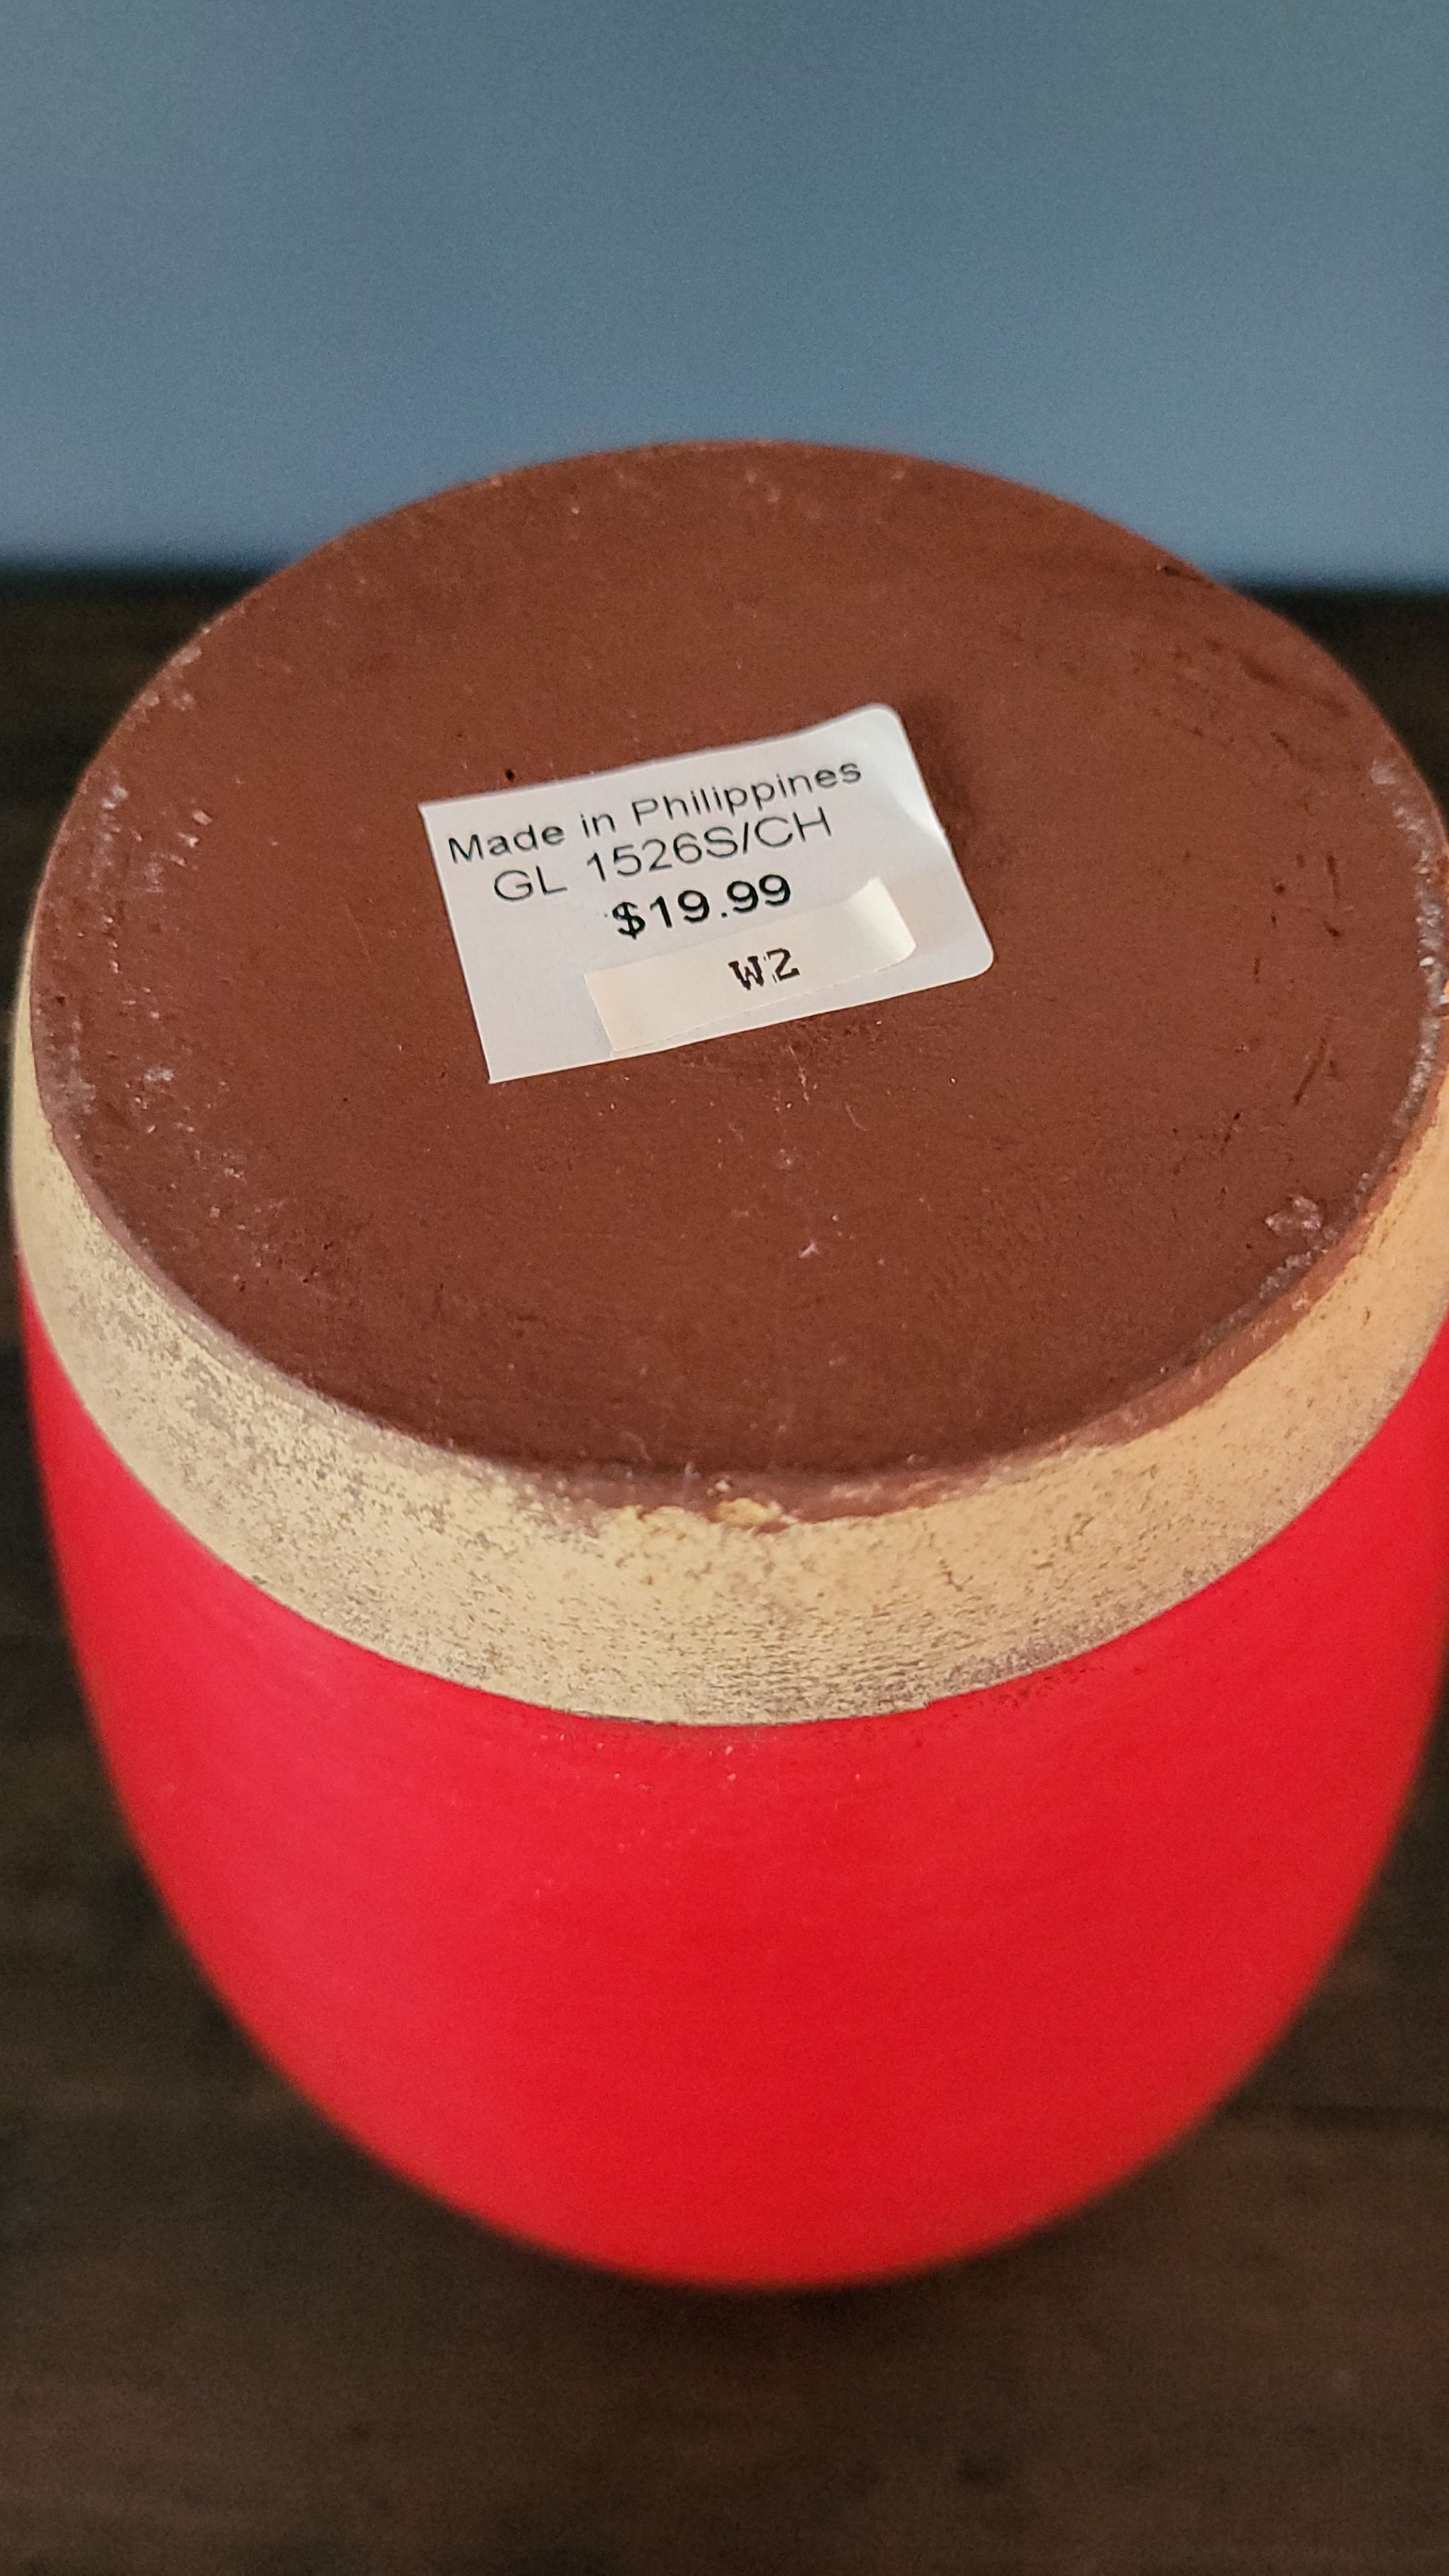 Made in Philippines
GL 1526S/CH
$19.99
W2